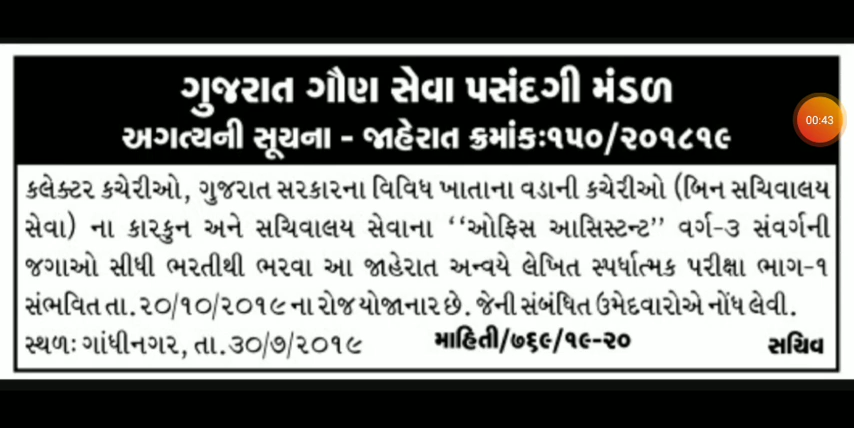 ગુજરાત ગૌણ સેવા પસંદગી મંડળ
અગત્યની સૂચના - જાહેરાત ક્રમાંક:૧૫૦/૨૦૧૮૧૯
00:43
કલેક્ટર કચેરીઓ, ગુજરાત સરકારના વિવિધ ખાતાના વડાની કચેરીઓ (બિન સચિવાલય
સેવા) ના કારકુન અને સચિવાલય સેવાના ‘‘ઓફિસ આસિસ્ટન્ટ’’ વર્ગ-૩ સંવર્ગની
જગાઓ સીધી ભરતીથી ભરવા આ જાહેરાત અન્વયે લેખિત સ્પર્ધાત્મક પરીક્ષા ભાગ-૧
સંભવિત તા.૨૦/૧૦/૨૦૧૯ ના રોજ યોજાનાર છે. જેની સંબંધિત ઉમેદવારોએ નોંધ લેવી.
સ્થળ: ગાંધીનગર, તા.૩૦/૭/૨૦૧૯ માહિતી/૭૬૯/૧૯-૨૦ સચિવ